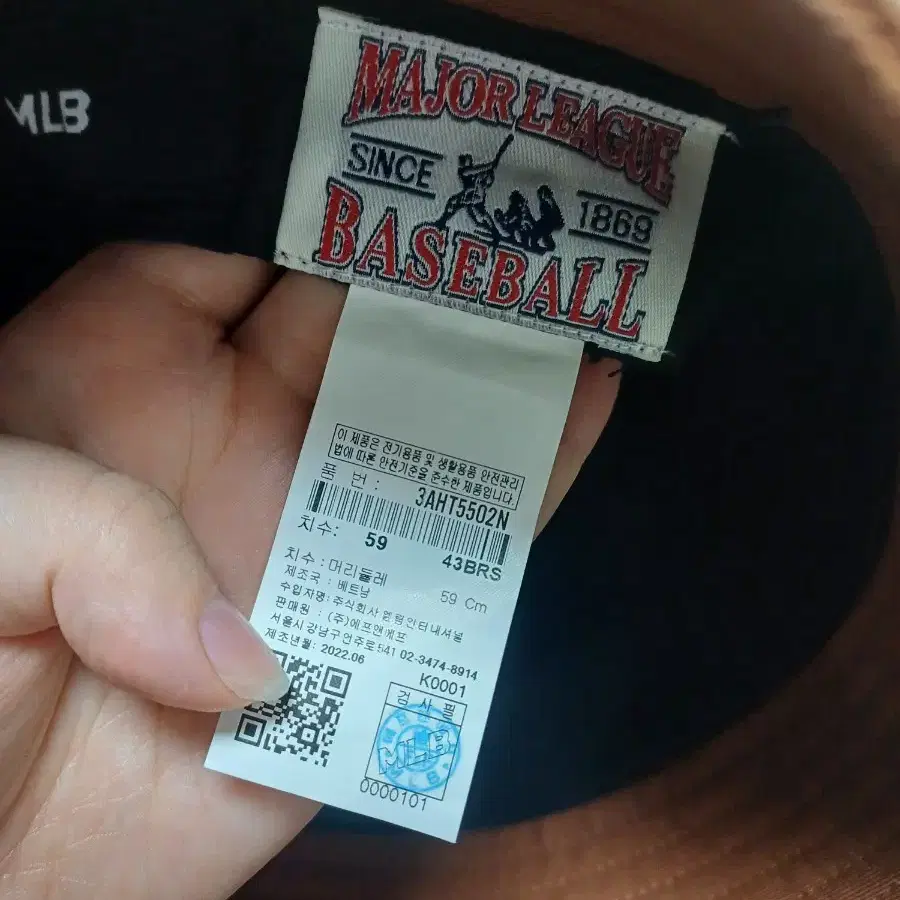 MLB
MAJOR LEAGUE
SINCE 1869
BASEBALL
이 제품은 전기용품 및 생활용품 안전관리
법에 따른 안전기준을 준수한 제품입니다.
품 번 : 3AHT5502N
치수: 59 43BRS
치수 : 머리둘레 59 Cm
제조국 : 베트남
수입자명: 주식회사 엘림인터내셔널
판매원 : (주)에프앤에프
서울시 강남구 언주로 541 02-3474-8914
제조년월: 2022.06
K0001
검 사 필
MLB
0000101